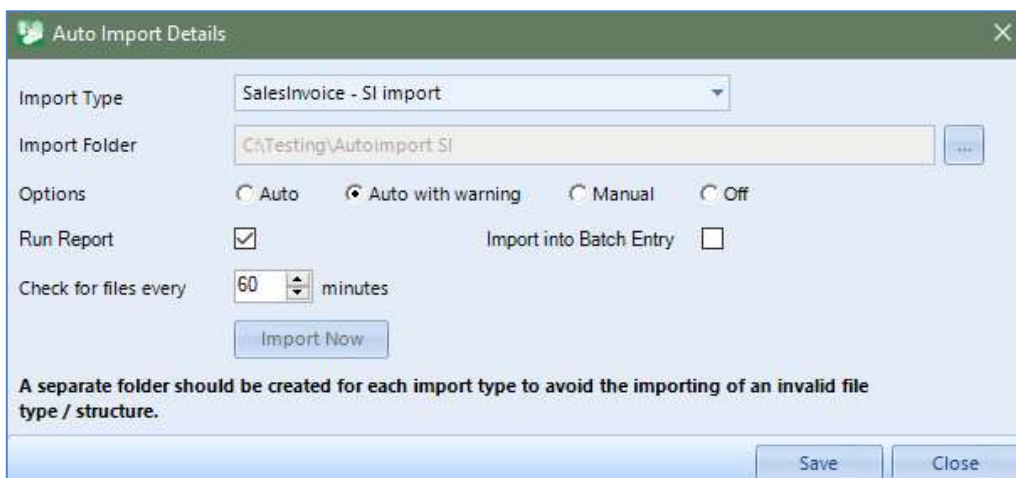 Auto Import Details
Import Type SalesInvoice - SI import
Import Folder C:\Testing\Autoimport SI ...
Options Auto Auto with warning Manual Off
Run Report Import into Batch Entry
Check for files every 60 minutes
Import Now
A separate folder should be created for each import type to avoid the importing of an invalid file
type / structure.
Save Close